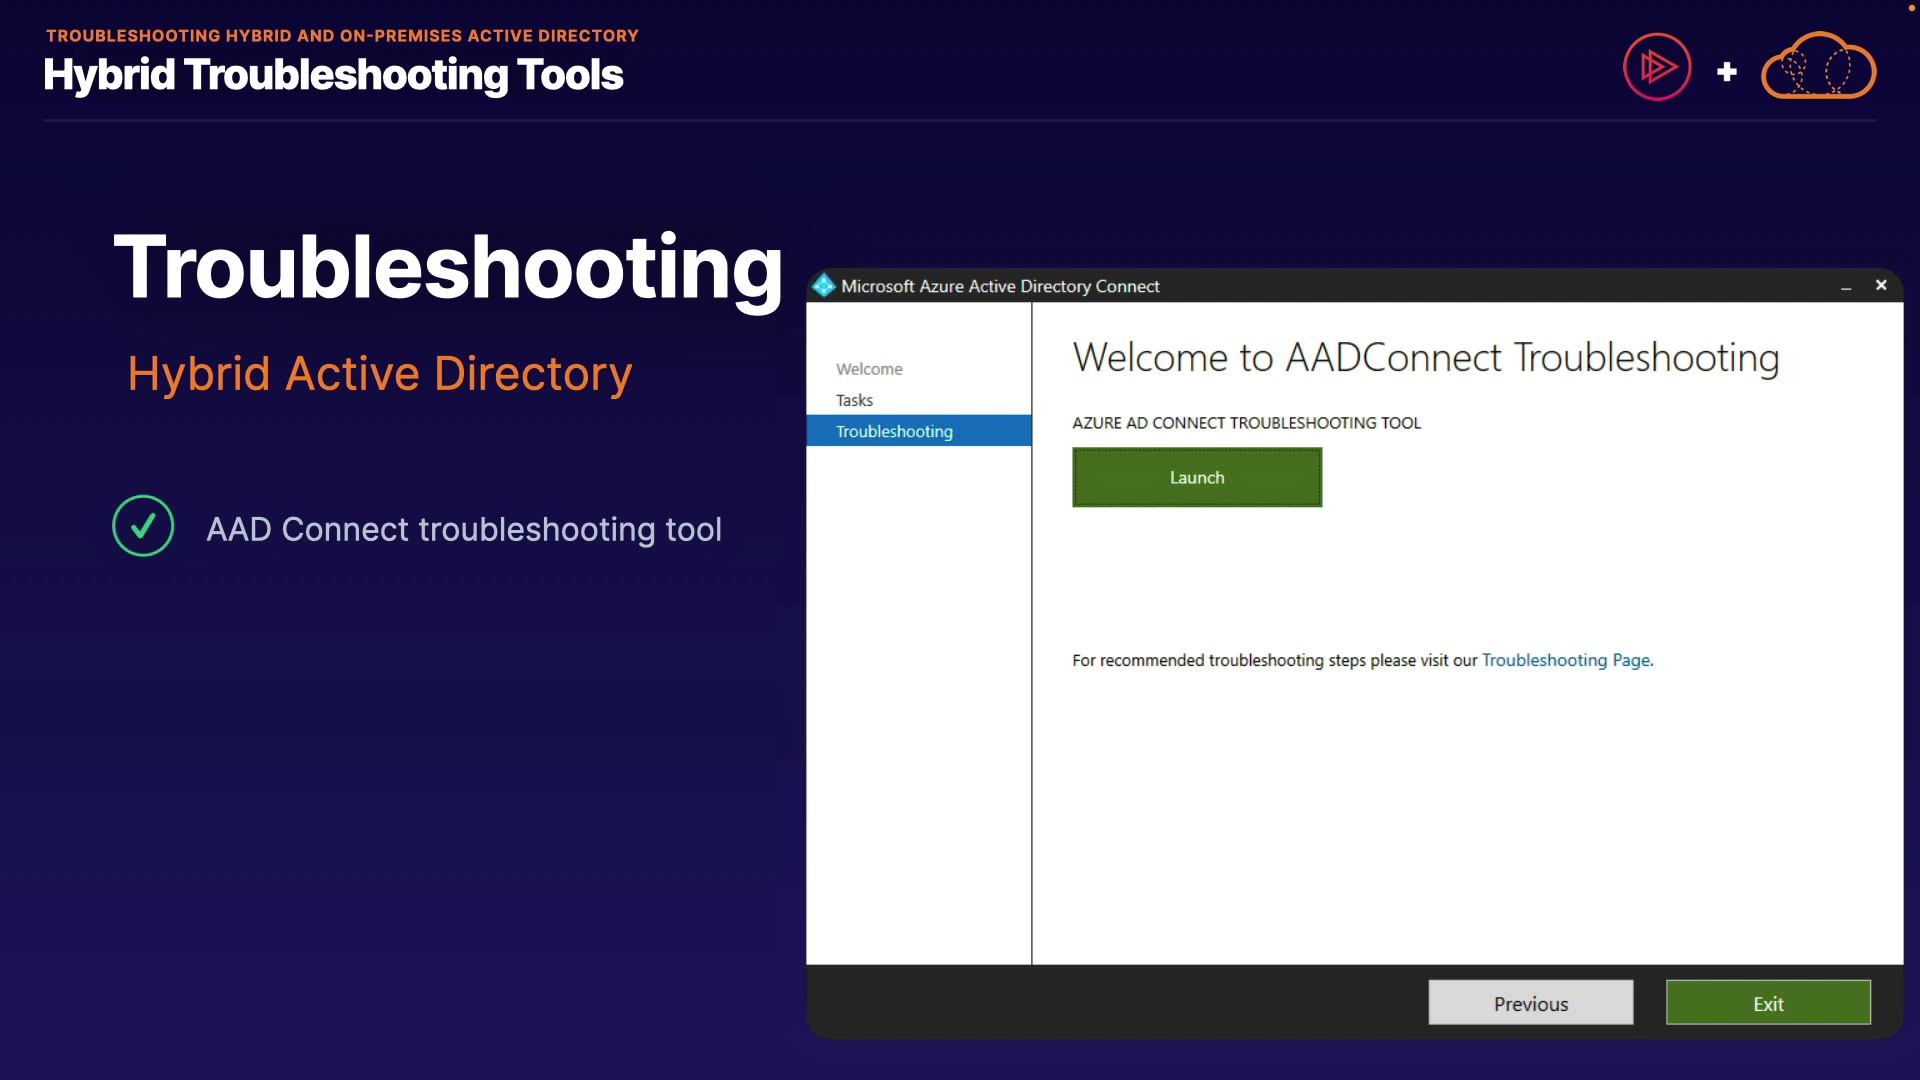 TROUBLESHOOTING HYBRID AND ON-PREMISES ACTIVE DIRECTORY
Hybrid Troubleshooting Tools
Troubleshooting
Hybrid Active Directory
AAD Connect troubleshooting tool
Microsoft Azure Active Directory Connect
Welcome
Tasks
Troubleshooting
Welcome to AADConnect Troubleshooting
AZURE AD CONNECT TROUBLESHOOTING TOOL
Launch
For recommended troubleshooting steps please visit our Troubleshooting Page.
Previous
Exit